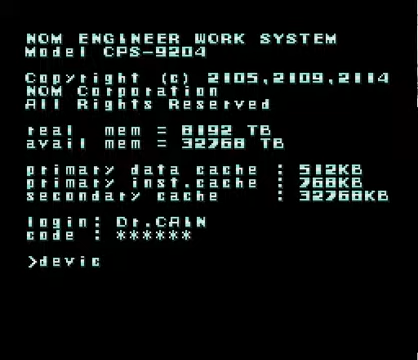 NOM ENGINEER WORK SYSTEM
Model CPS-9204
Copyright (c) 2105,2109,2114
NOM Corporation
All Rights Reserved
real mem = 8192 TB
avail mem = 32768 TB
primary data cache : 512KB
primary inst.cache : 768KB
secondary cache : 32768KB
login: Dr.CAIN
code : ******
>devic